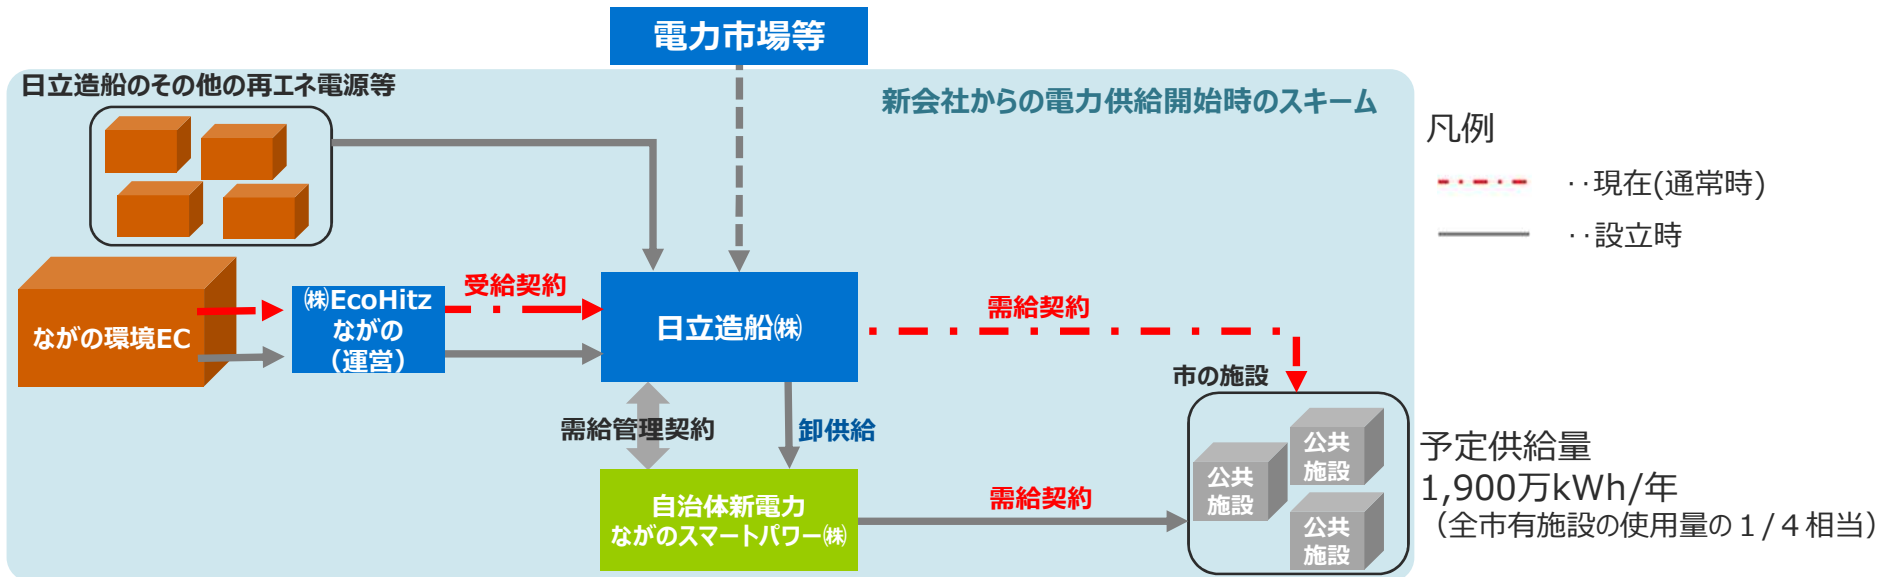 電力市場等
日立造船のその他の再エネ電源等
新会社からの電力供給開始時のスキーム
凡例
‥現在(通常時)
‥設立時
ながの環境EC
㈱EcoHitz
ながの
（運営）
受給契約
日立造船㈱
需給契約
市の施設
需給管理契約
卸供給
自治体新電力
ながのスマートパワー㈱
需給契約
公共
施設
公共
施設
公共
施設
予定供給量
1,900万kWh/年
（全市有施設の使用量の１/４相当）